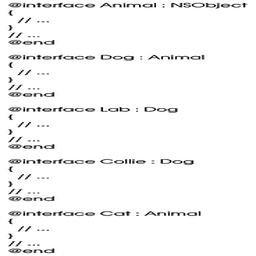 @interface Animal : NSObject
{
// ...
}
// ...
@end
@interface Dog : Animal
{
// ...
}
// ...
@end
@interface Lab : Dog
{
// ...
}
// ...
@end
@interface Collie : Dog
{
// ...
}
// ...
@end
@interface Cat : Animal
{
// ...
}
// ...
@end